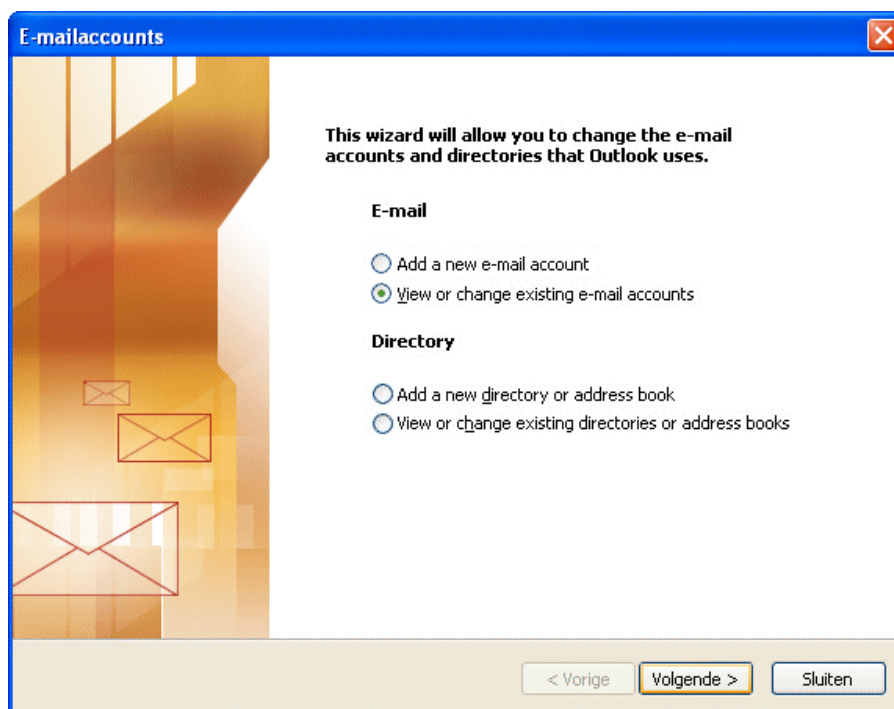 E-mailaccounts
This wizard will allow you to change the e-mail
accounts and directories that Outlook uses.
E-mail
Add a new e-mail account
View or change existing e-mail accounts
Directory
Add a new directory or address book
View or change existing directories or address books
< Vorige Volgende > Sluiten